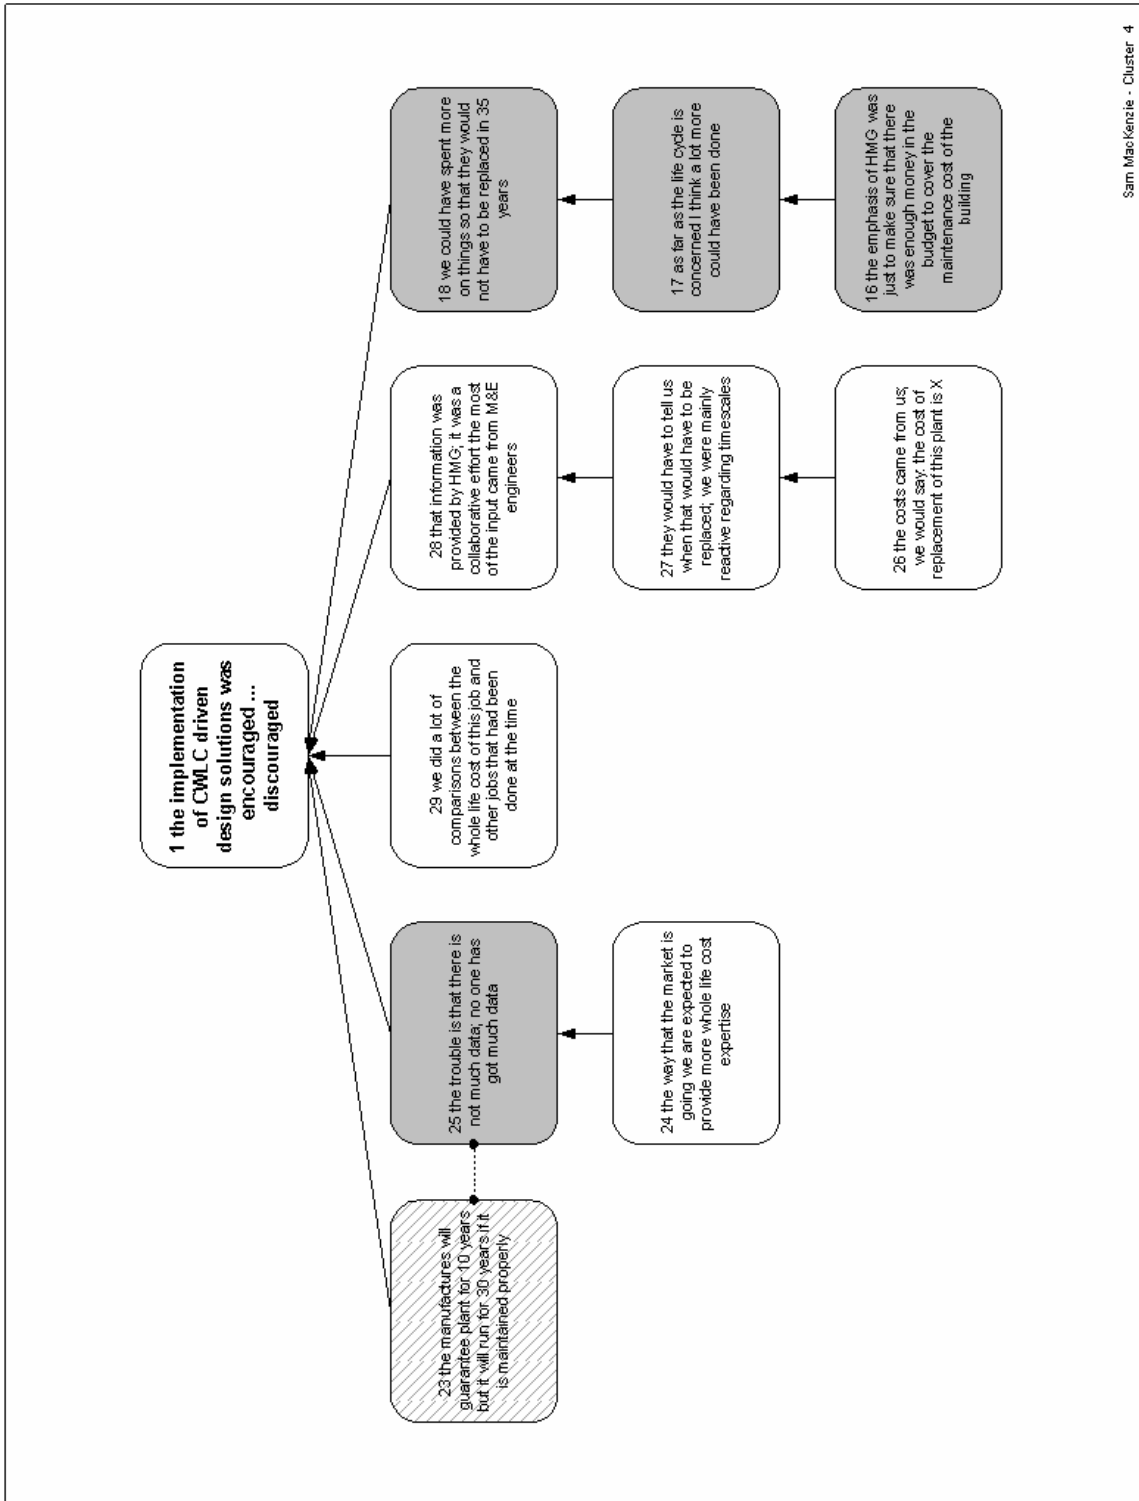 1 the implementation
of CWLC driven
design solutions was
encouraged ...
discouraged
23 the manufactures will
guarantee plant for 10 years
but it will run for 30 years if it
is maintained properly
25 the trouble is that there is
not much data; no one has
got much data
29 we did a lot of
comparisons between the
whole life cost of this job and
other jobs that had been
done at the time
28 that information was
provided by HMG; it was a
collaborative effort the most
of the input came from M&E
engineers
18 we could have spent more
on things so that they would
not have to be replaced in 35
years
24 the way that the market is
going we are expected to
provide more whole life cost
expertise
27 they would have to tell us
when that would have to be
replaced; we were mainly
reactive regarding timescales
17 as far as the life cycle is
concerned I think a lot more
could have been done
26 the costs came from us;
we would say: the cost of
replacement of this plant is X
16 the emphasis of HMG was
just to make sure that there
was enough money in the
budget to cover the
maintenance cost of the
building
Sam MacKenzie - Cluster 4